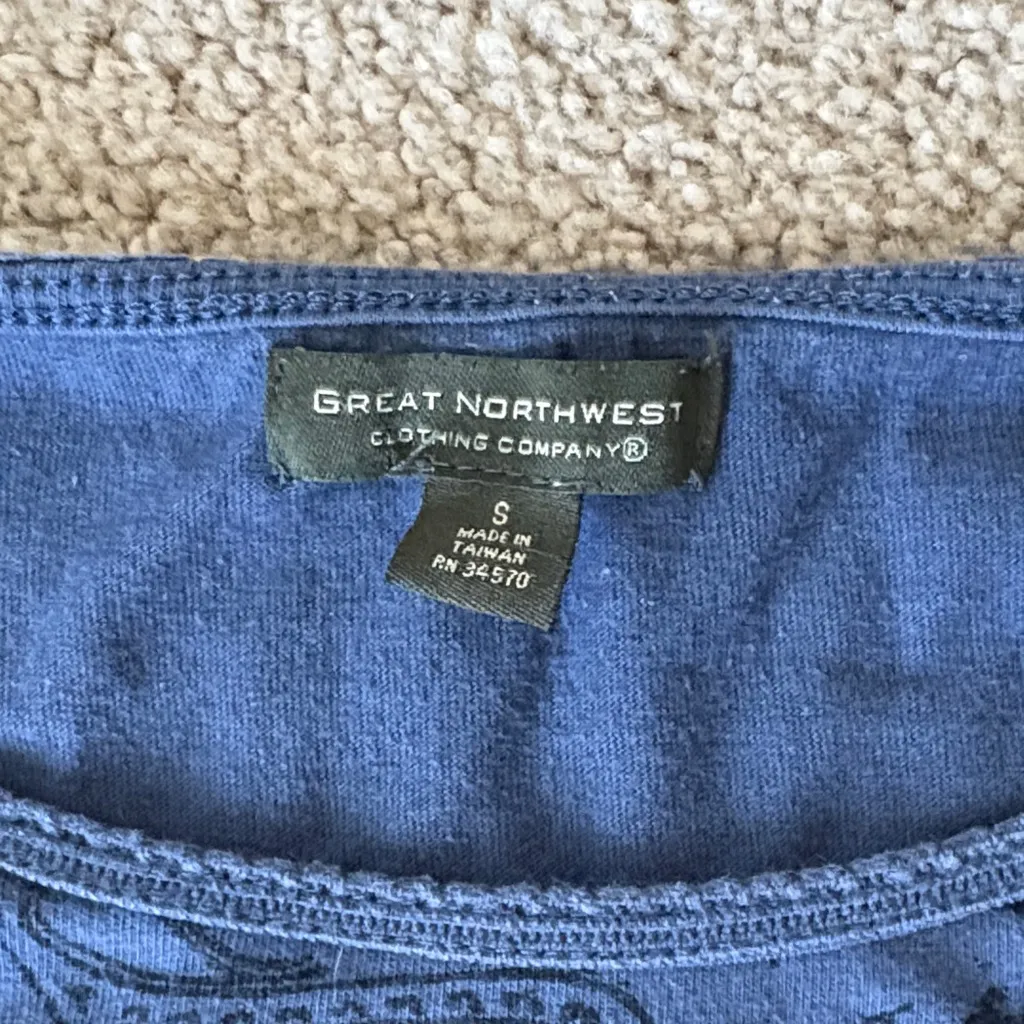 GREAT NORTHWEST
CLOTHING COMPANY®
S
MADE IN
TAIWAN
RN 34570